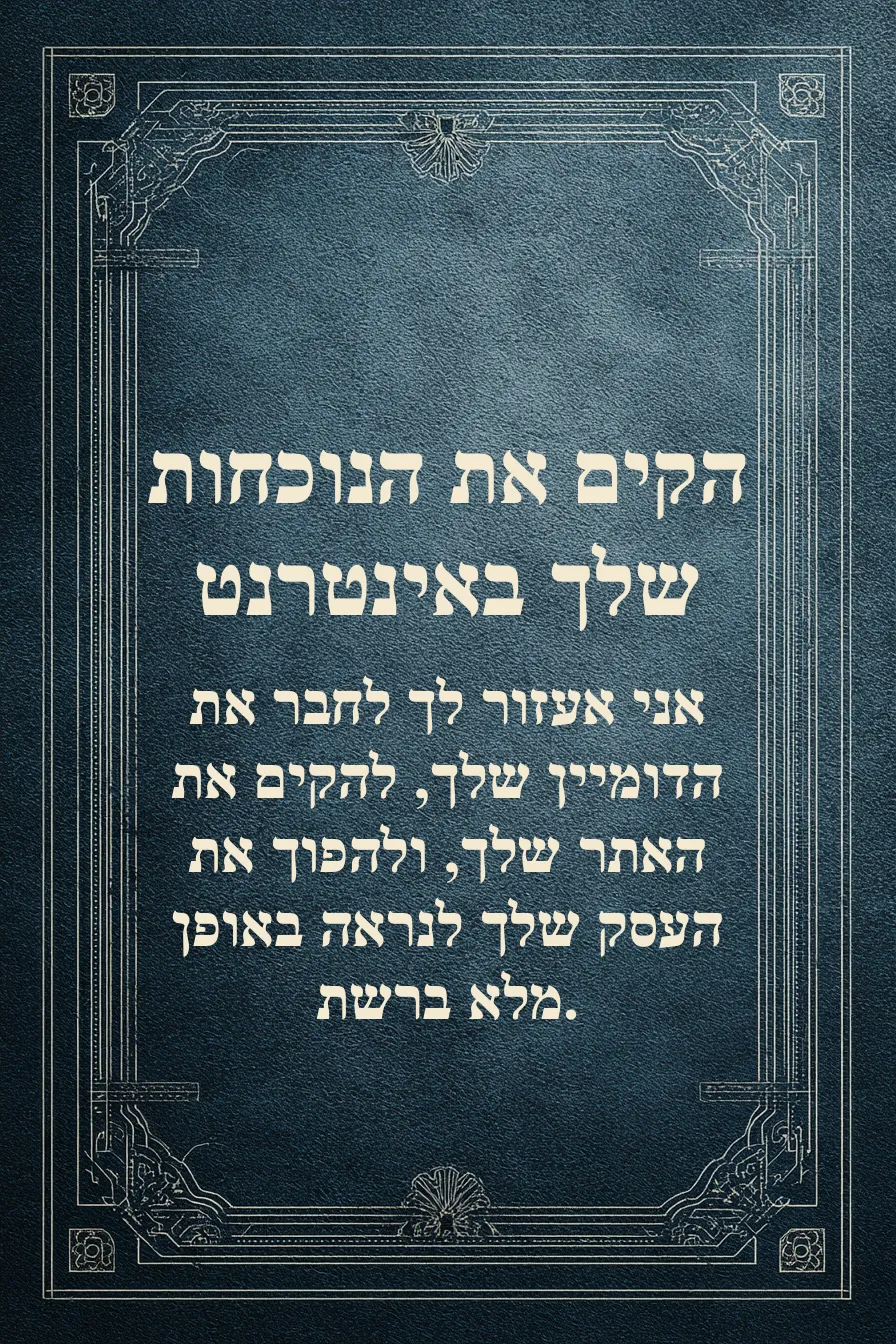 הקים את הנוכחות
שלך באינטרנט
אני אעזור לך לחבר את
הדומיין שלך, להקים את
האתר שלך, ולהפוך את
העסק שלך לנראה באופן
.מלא ברשת